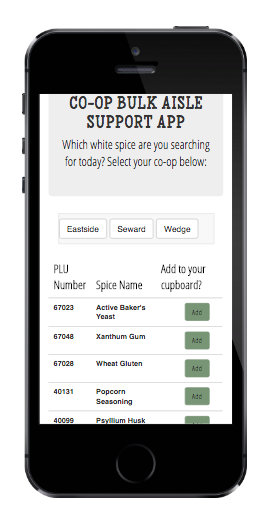 CO-OP BULK AISLE
SUPPORT APP
Which white spice are you searching
for today? Select your co-op below:
Eastside Seward Wedge
PLU
Number Spice Name Add to your
cupboard?
67023 Active Baker's
Yeast Add
67048 Xanthum Gum Add
67028 Wheat Gluten Add
40131 Popcorn
Seasoning Add
40099 Psyllium Husk